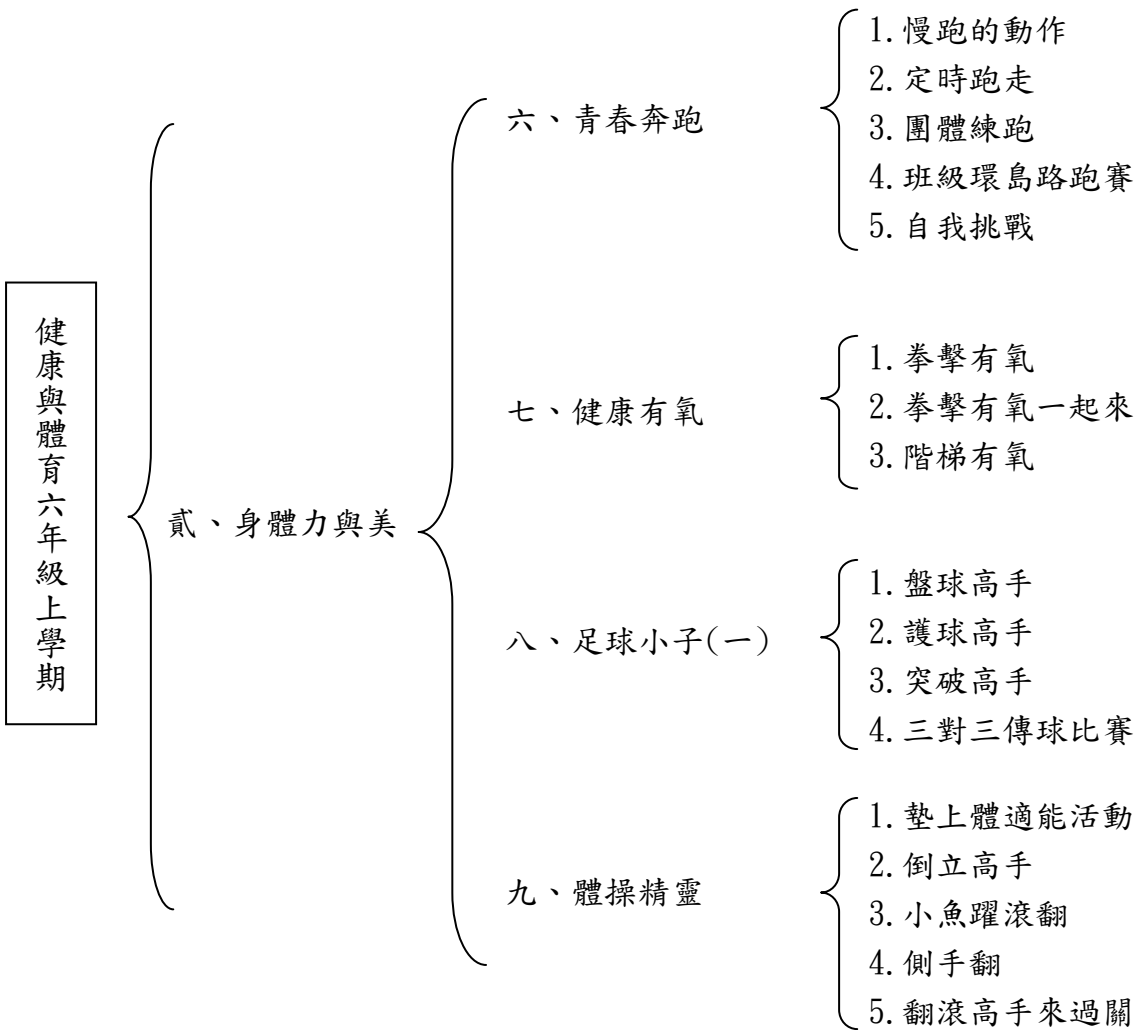 健康與體育六年級上學期
貳、身體力與美
六、青春奔跑
1.慢跑的動作
2.定時跑走
3.團體練跑
4.班級環島路跑賽
5.自我挑戰
七、健康有氧
1.拳擊有氧
2.拳擊有氧一起來
3.階梯有氧
八、足球小子(一)
1.盤球高手
2.護球高手
3.突破高手
4.三對三傳球比賽
九、體操精靈
1.墊上體適能活動
2.倒立高手
3.小魚躍滾翻
4.側手翻
5.翻滾高手來過關